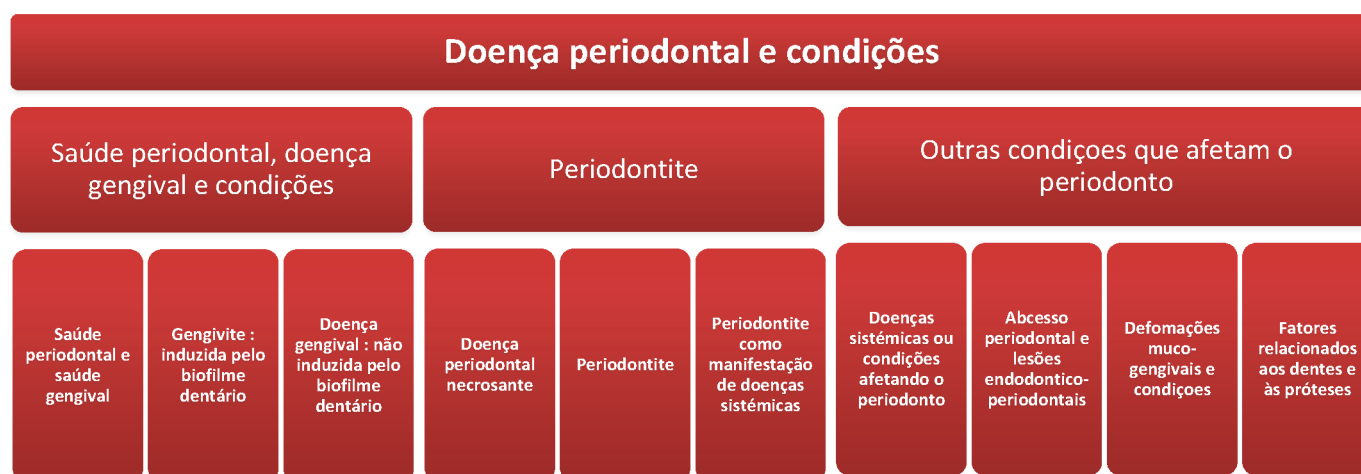 Doença periodontal e condições
Saúde periodontal, doença
gengival e condições
Periodontite
Outras condiçoes que afetam o
periodonto
Saúde
periodontal e
saúde
gengival
Gengivite :
induzida pelo
biofilme
dentário
Doença
gengival : não
induzida pelo
biofilme
dentário
Doença
periodontal
necrosante
Periodontite
Periodontite
como
manifestação
de doenças
sistémicas
Doenças
sistémicas ou
condições
afetando o
periodonto
Abcesso
periodontal e
lesões
endodontico-
periodontais
Defomações
muco-
gengivais e
condiçoes
Fatores
relacionados
aos dentes e
às próteses